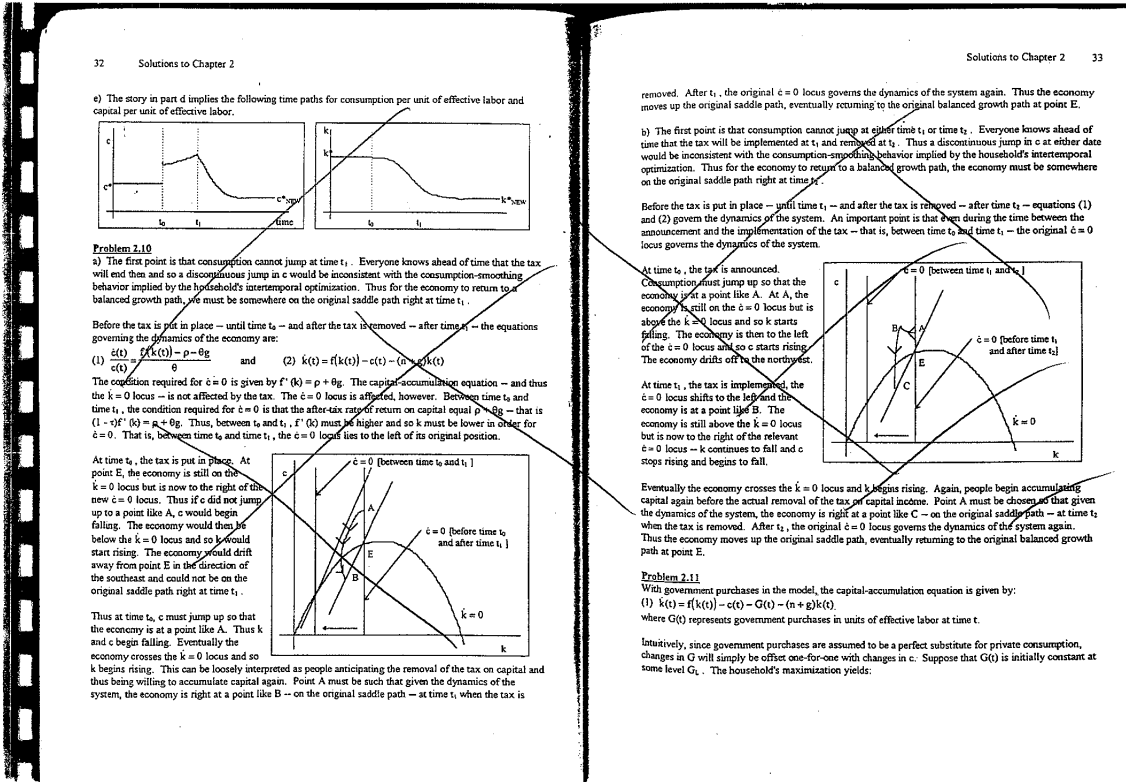 32 Solutions to Chapter 2
e) The story in part d implies the following time paths for consumption per unit of effective labor and
capital per unit of effective labor.
c
c*
c*NEW
t₀ t₁ time
k
k*
k*NEW
t₀ t₁
Problem 2.10
a) The first point is that consumption cannot jump at time t₁ . Everyone knows ahead of time that the tax
will end then and so a discontinuous jump in c would be inconsistent with the consumption-smoothing
behavior implied by the household's intertemporal optimization. Thus for the economy to return to a
balanced growth path, we must be somewhere on the original saddle path right at time t₁ .
Before the tax is put in place -- until time t₀ -- and after the tax is removed -- after time t₁ -- the equations
governing the dynamics of the economy are:
(1) ċ(t)/c(t) = (f'(k(t)) − ρ − θg)/θ and (2) k̇(t) = f(k(t)) − c(t) − (n + g)k(t)
The condition required for ċ = 0 is given by f ' (k) = ρ + θg. The capital-accumulation equation -- and thus
the k̇ = 0 locus -- is not affected by the tax. The ċ = 0 locus is affected, however. Between time t₀ and
time t₁ , the condition required for ċ = 0 is that the after-tax rate of return on capital equal ρ + θg -- that is
(1 - τ)f ' (k) = ρ + θg. Thus, between t₀ and t₁ , f ' (k) must be higher and so k must be lower in order for
ċ = 0. That is, between time t₀ and time t₁ , the ċ = 0 locus lies to the left of its original position.
At time t₀ , the tax is put in place. At
point E, the economy is still on the
k̇ = 0 locus but is now to the right of the
new ċ = 0 locus. Thus if c did not jump
up to a point like A, c would begin
falling. The economy would then be
below the k̇ = 0 locus and so k would
start rising. The economy would drift
away from point E in the direction of
the southeast and could not be on the
original saddle path right at time t₁ .
c
ċ = 0 [between time t₀ and t₁ ]
A
ċ = 0 [before time t₀
and after time t₁ ]
E
B
k̇ = 0
k
Thus at time t₀, c must jump up so that
the economy is at a point like A. Thus k
and c begin falling. Eventually the
economy crosses the k̇ = 0 locus and so
k begins rising. This can be loosely interpreted as people anticipating the removal of the tax on capital and
thus being willing to accumulate capital again. Point A must be such that given the dynamics of the
system, the economy is right at a point like B -- on the original saddle path -- at time t₁ when the tax is
Solutions to Chapter 2 33
removed. After t₁ , the original ċ = 0 locus governs the dynamics of the system again. Thus the economy
moves up the original saddle path, eventually returning to the original balanced growth path at point E.
b) The first point is that consumption cannot jump at either time t₁ or time t₂ . Everyone knows ahead of
time that the tax will be implemented at t₁ and removed at t₂ . Thus a discontinuous jump in c at either date
would be inconsistent with the consumption-smoothing behavior implied by the household's intertemporal
optimization. Thus for the economy to return to a balanced growth path, the economy must be somewhere
on the original saddle path right at time t₂ .
Before the tax is put in place -- until time t₁ -- and after the tax is removed -- after time t₂ -- equations (1)
and (2) govern the dynamics of the system. An important point is that even during the time between the
announcement and the implementation of the tax -- that is, between time t₀ and time t₁ -- the original ċ = 0
locus governs the dynamics of the system.
At time t₀ , the tax is announced.
Consumption must jump up so that the
economy is at a point like A. At A, the
economy is still on the ċ = 0 locus but is
above the k̇ = 0 locus and so k starts
falling. The economy is then to the left
of the ċ = 0 locus and so c starts rising.
The economy drifts off to the northwest.
At time t₁ , the tax is implemented, the
ċ = 0 locus shifts to the left and the
economy is at a point like B. The
economy is still above the k̇ = 0 locus
but is now to the right of the relevant
ċ = 0 locus -- k continues to fall and c
stops rising and begins to fall.
c
ċ = 0 [between time t₁ and t₂ ]
B A
ċ = 0 [before time t₁
and after time t₂]
E
C
k̇ = 0
k
Eventually the economy crosses the k̇ = 0 locus and k begins rising. Again, people begin accumulating
capital again before the actual removal of the tax on capital income. Point A must be chosen so that given
the dynamics of the system, the economy is right at a point like C -- on the original saddle path -- at time t₂
when the tax is removed. After t₂ , the original ċ = 0 locus governs the dynamics of the system again.
Thus the economy moves up the original saddle path, eventually returning to the original balanced growth
path at point E.
Problem 2.11
With government purchases in the model, the capital-accumulation equation is given by:
(1) k̇(t) = f(k(t)) − c(t) − G(t) − (n + g)k(t)
where G(t) represents government purchases in units of effective labor at time t.
Intuitively, since government purchases are assumed to be a perfect substitute for private consumption,
changes in G will simply be offset one-for-one with changes in c. Suppose that G(t) is initially constant at
some level G_L . The household's maximization yields: